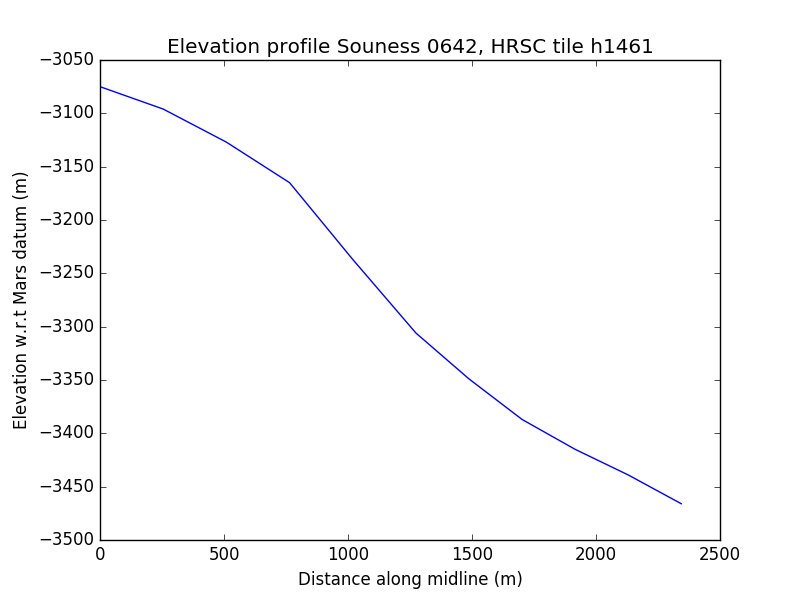 Elevation profile Souness 0642, HRSC tile h1461
Elevation w.r.t Mars datum (m)
−3050
−3100
−3150
−3200
−3250
−3300
−3350
−3400
−3450
−3500
0 500 1000 1500 2000 2500
Distance along midline (m)